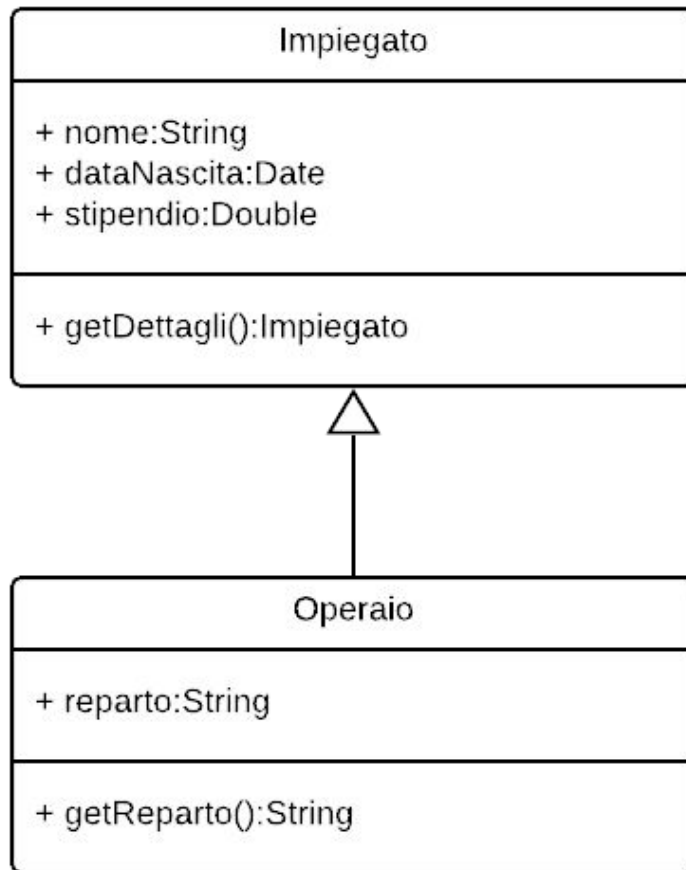 Impiegato
+ nome:String
+ dataNascita:Date
+ stipendio:Double
+ getDettagli():Impiegato
Operaio
+ reparto:String
+ getReparto():String